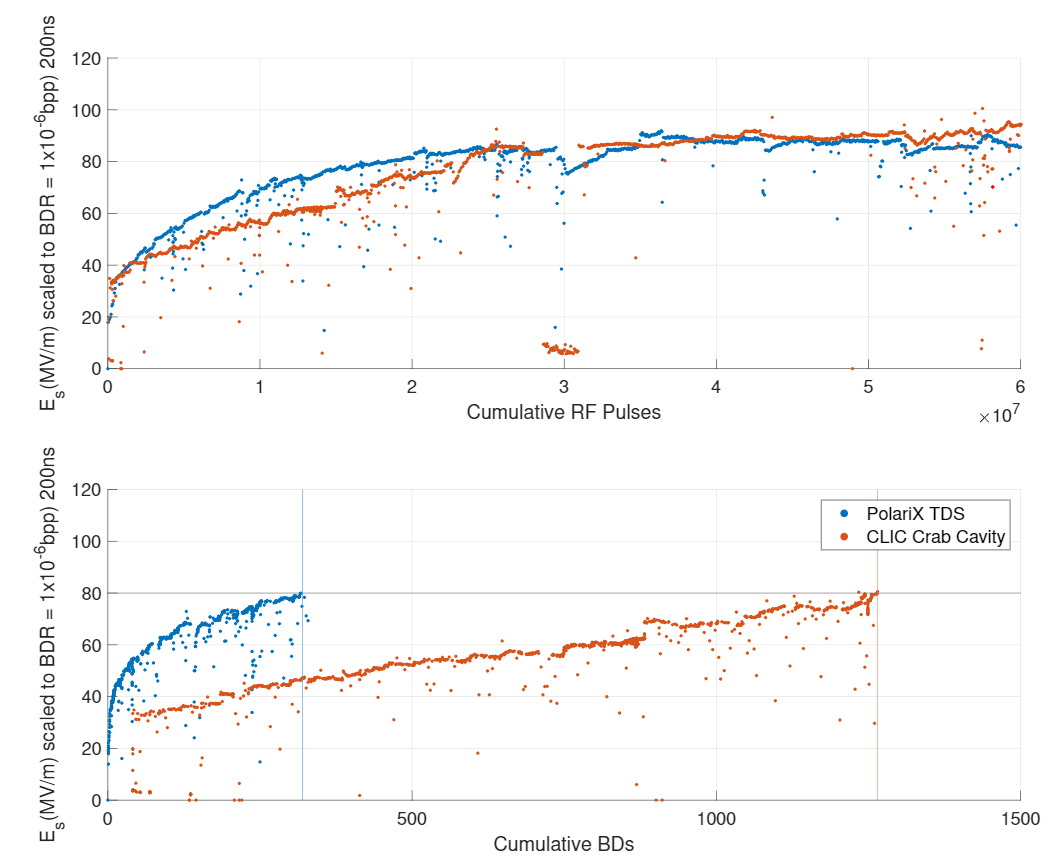 E_s(MV/m) scaled to BDR = 1x10^-6bpp) 200ns
120
100
80
60
40
20
0
0 1 2 3 4 5 6
×10^7
Cumulative RF Pulses
E_s(MV/m) scaled to BDR = 1x10^-6bpp) 200ns
120
100
80
60
40
20
0
PolariX TDS
CLIC Crab Cavity
0 500 1000 1500
Cumulative BDs